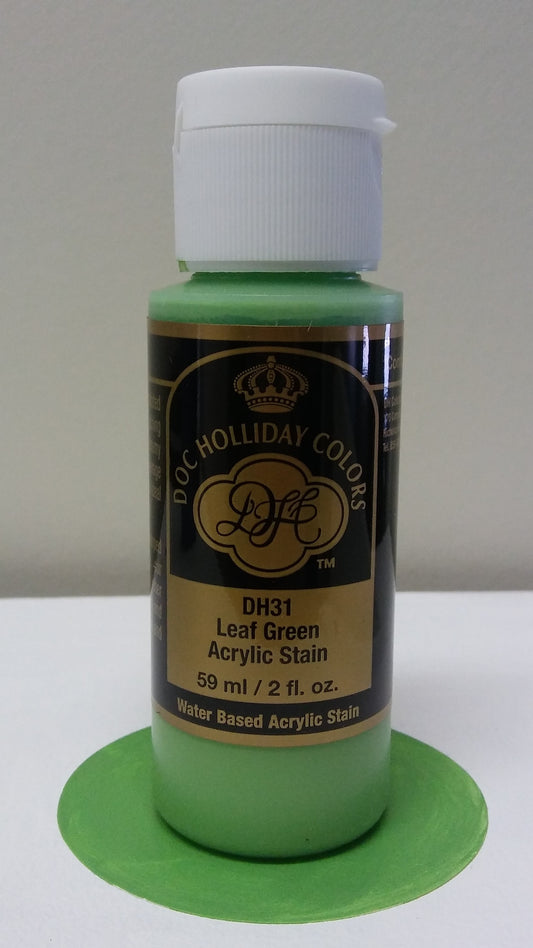 DOC HOLLIDAY COLORS
DHC
TM
DH31
Leaf Green
Acrylic Stain
59 ml / 2 fl. oz.
Water Based Acrylic Stain